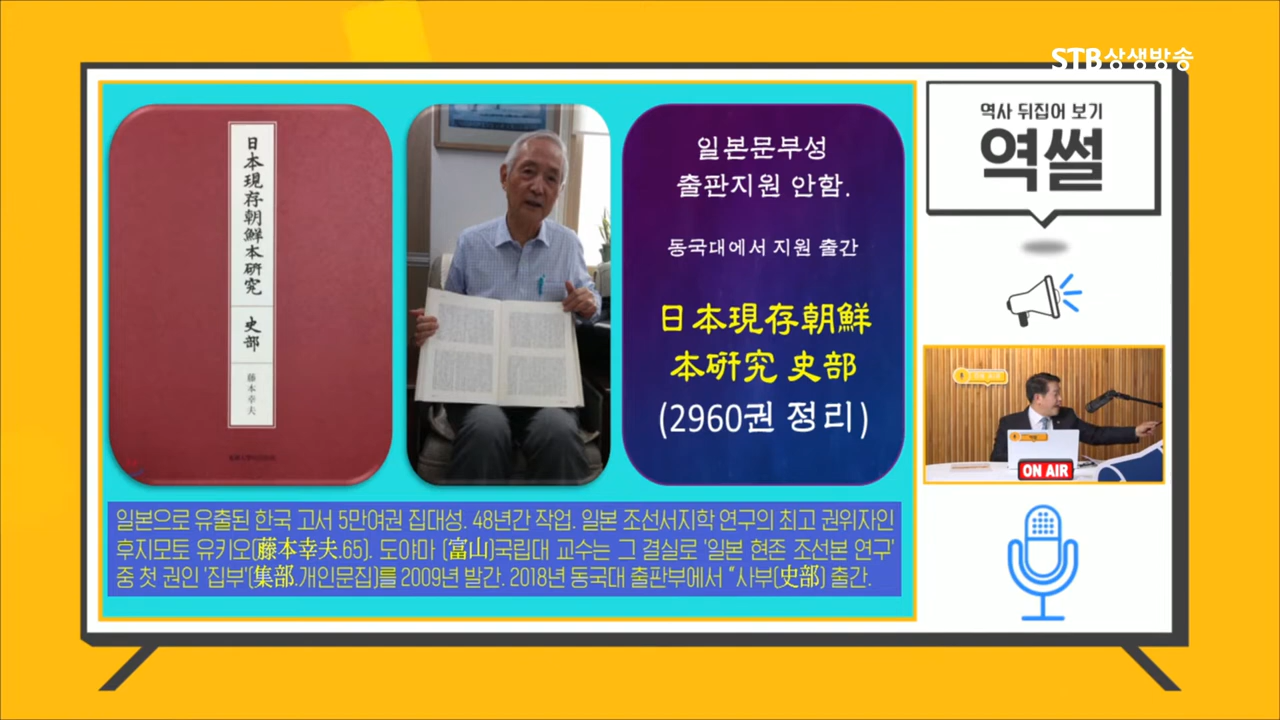 STB상생방송
역사 뒤집어 보기
역썰
日本現存朝鮮本研究
史部
藤本幸夫
일본문부성
출판지원 안함.
동국대에서 지원 출간
日本現存朝鮮
本研究 史部
(2960권 정리)
ON AIR
일본으로 유출된 한국 고서 5만여권 집대성. 48년간 작업. 일본 조선서지학 연구의 최고 권위자인
후지모토 유키오(藤本幸夫.65). 도야마 (富山)국립대 교수는 그 결실로 '일본 현존 조선본 연구'
중 첫 권인 '집부'(集部.개인문집)를 2009년 발간. 2018년 동국대 출판부에서 “사부(史部) 출간.